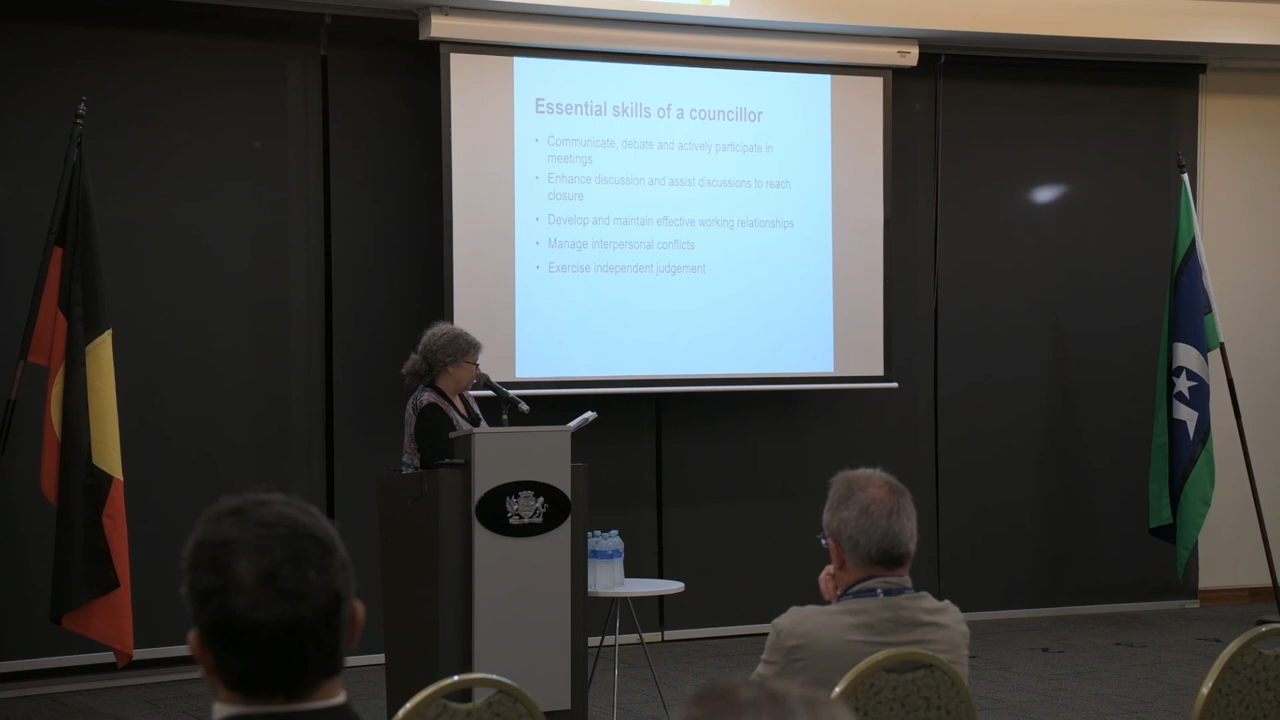 Essential skills of a councillor
• Communicate, debate and actively participate in
meetings
• Enhance discussion and assist discussions to reach
closure
• Develop and maintain effective working relationships
• Manage interpersonal conflicts
• Exercise independent judgement